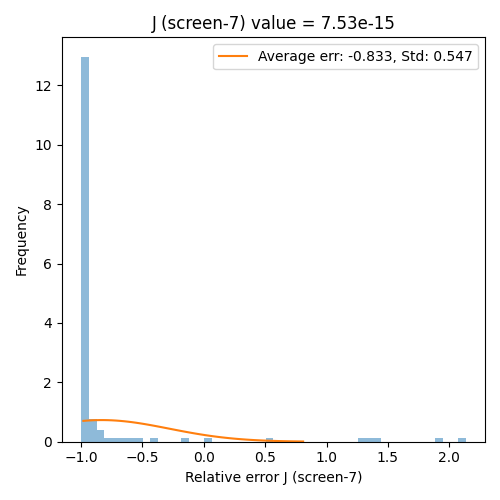 J (screen-7) value = 7.53e-15
Average err: -0.833, Std: 0.547
Frequency
12
10
8
6
4
2
0
−1.0 −0.5 0.0 0.5 1.0 1.5 2.0
Relative error J (screen-7)